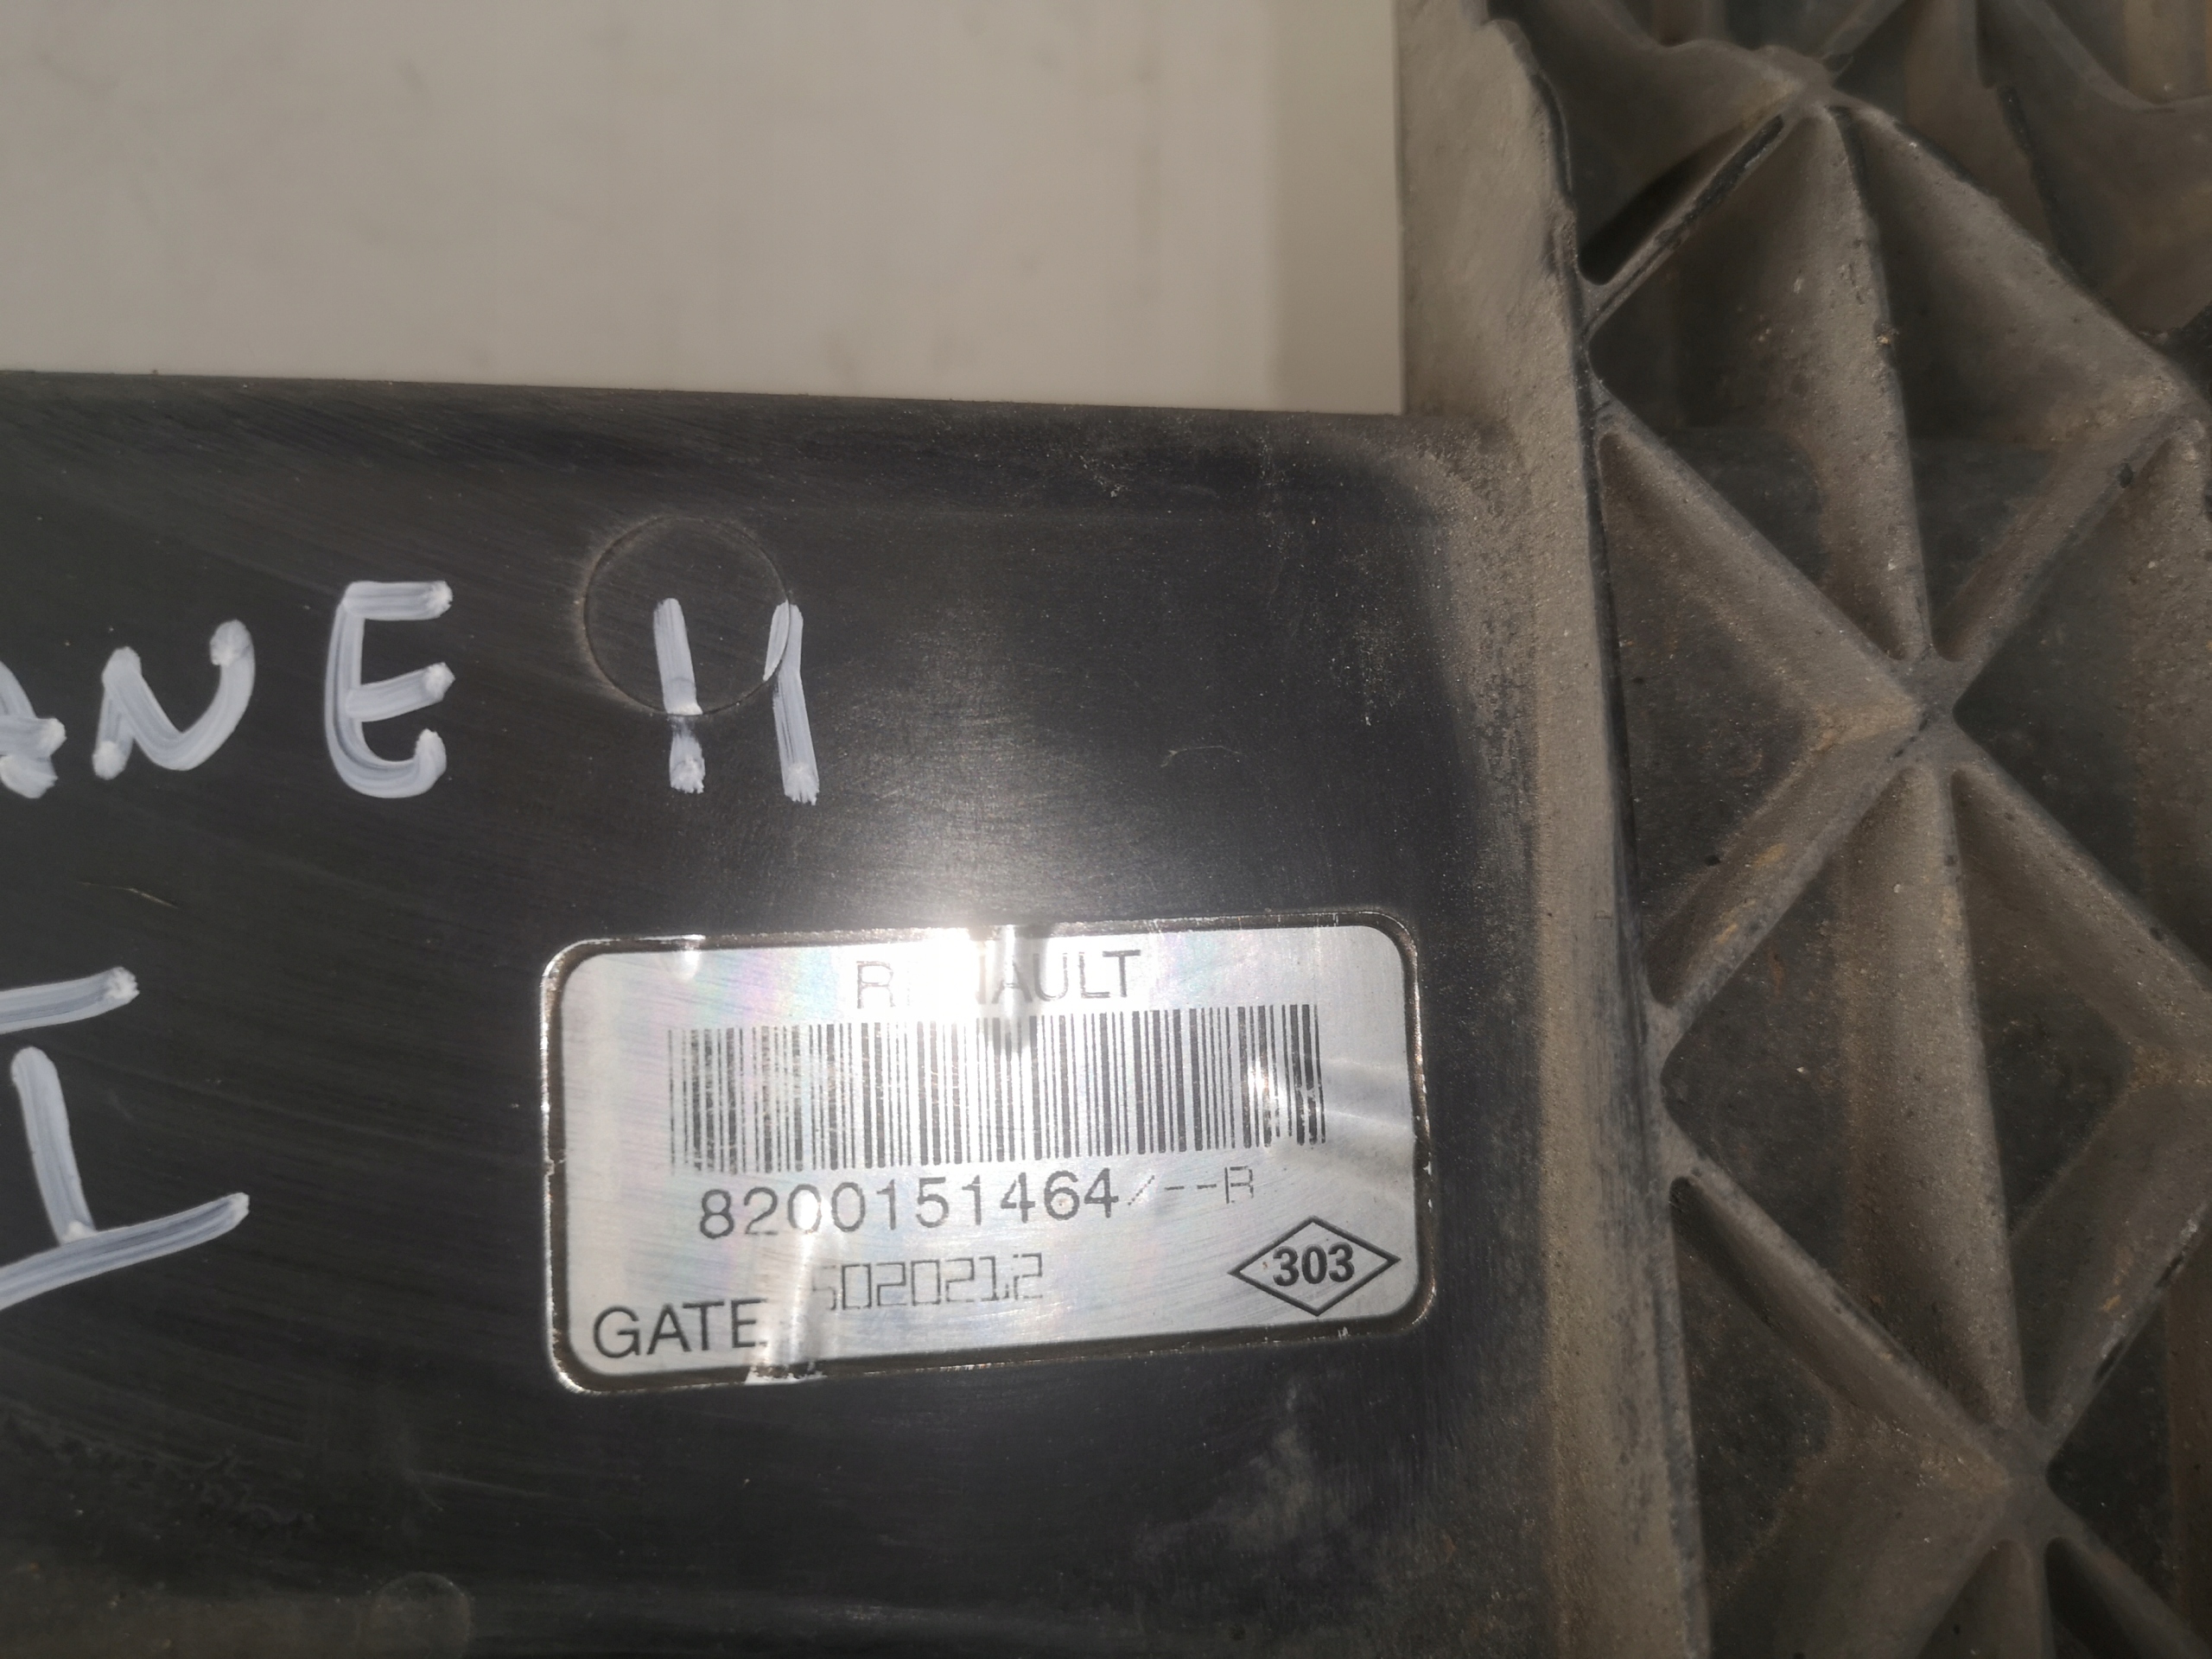 ANE II
I
RENAULT
8200151464/--R
5020212
GATE
303